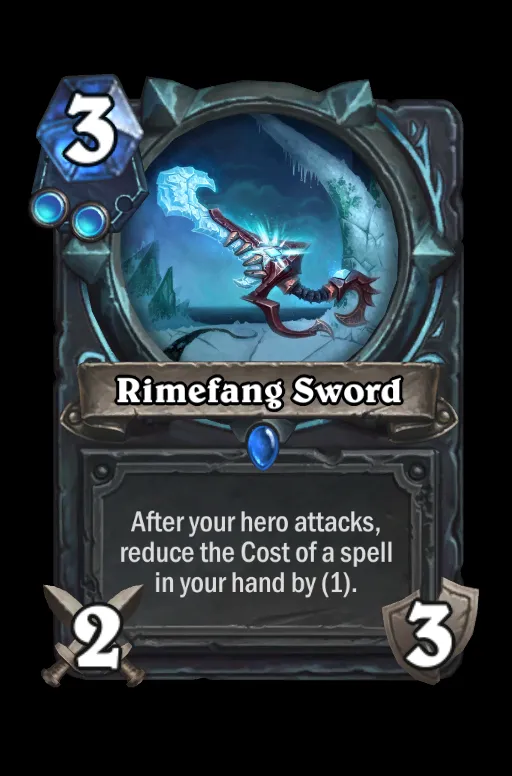 3
Rimefang Sword
After your hero attacks,
reduce the Cost of a spell
in your hand by (1).
2
3